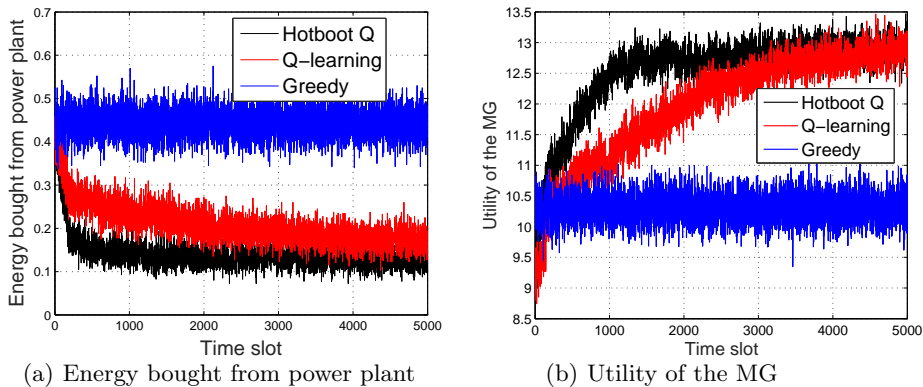 0.7
0.6
0.5
0.4
0.3
0.2
0.1
0
Energy bought from power plant
Hotboot Q
Q-learning
Greedy
0 1000 2000 3000 4000 5000
Time slot
(a) Energy bought from power plant
13.5
13
12.5
12
11.5
11
10.5
10
9.5
9
8.5
Utility of the MG
Hotboot Q
Q-learning
Greedy
0 1000 2000 3000 4000 5000
Time slot
(b) Utility of the MG